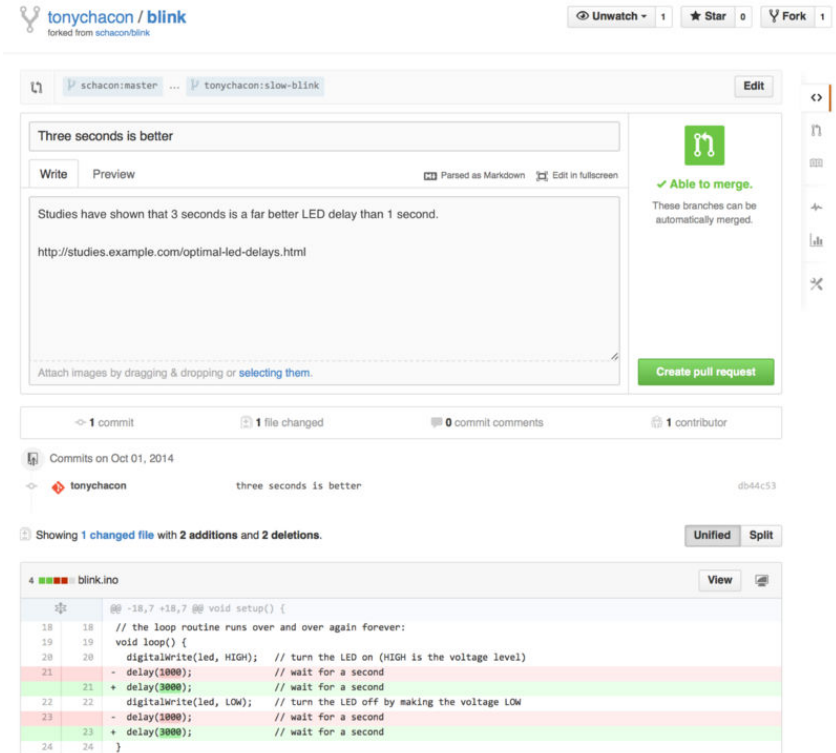 tonychacon / blink
forked from schacon/blink
Unwatch 1 Star 0 Fork 1
schacon:master ... tonychacon:slow-blink Edit
Three seconds is better
Write Preview Parsed as Markdown Edit in fullscreen
Able to merge.
These branches can be
automatically merged.
Studies have shown that 3 seconds is a far better LED delay than 1 second.
http://studies.example.com/optimal-led-delays.html
Attach images by dragging & dropping or selecting them.
Create pull request
1 commit 1 file changed 0 commit comments 1 contributor
Commits on Oct 01, 2014
tonychacon three seconds is better db44c53
Showing 1 changed file with 2 additions and 2 deletions. Unified Split
4 blink.ino View
@@ -18,7 +18,7 @@ void setup() {
18 18 // the loop routine runs over and over again forever:
19 19 void loop() {
20 20 digitalWrite(led, HIGH); // turn the LED on (HIGH is the voltage level)
21 - delay(1000); // wait for a second
21 + delay(3000); // wait for a second
22 22 digitalWrite(led, LOW); // turn the LED off by making the voltage LOW
23 - delay(1000); // wait for a second
23 + delay(3000); // wait for a second
24 24 }